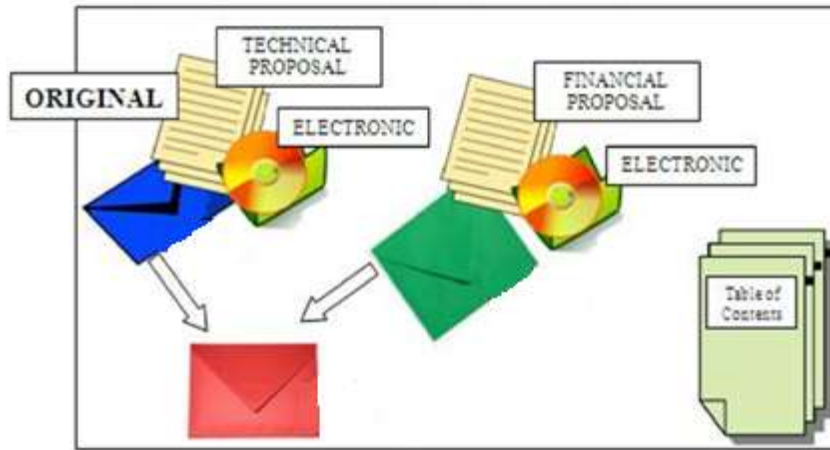 TECHNICAL
PROPOSAL
ORIGINAL
ELECTRONIC
FINANCIAL
PROPOSAL
ELECTRONIC
Table of
Contents